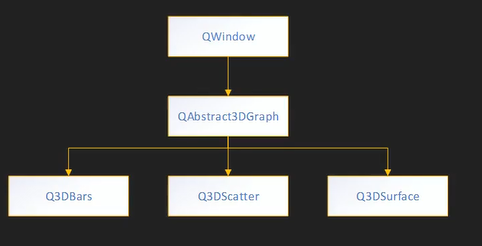 QWindow
QAbstract3DGraph
Q3DBars
Q3DScatter
Q3DSurface